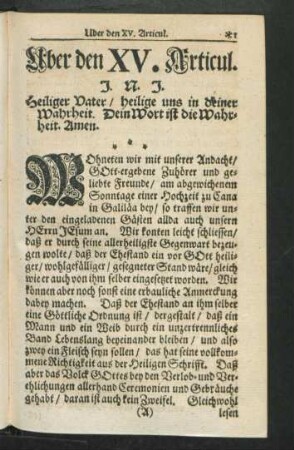 Uber den XV. Articul.
Uber den XV. Articul.
J. N. J.
Heiliger Vater / heilige uns in deiner
Wahrheit. Dein Wort ist die Wahr-
heit. Amen.
* * *
WOhneten wir mit unserer Andacht/
GOtt-ergebene Zuhörer und ge-
liebte Freunde/ am abgewichenem
Sonntage einer Hochzeit zu Cana
in Galiläa bey/ so traffen wir un-
ter den eingeladenen Gästen allda auch unsern
HErrn JEsum an. Wir konten leicht schliessen/
daß er durch seine allerheiligste Gegenwart bezeu-
gen wolte/ daß der Ehestand ein vor GOtt heili-
ger/ wohlgefälliger/ gesegneter Stand wäre/ gleich
wie er auch von ihm selber eingesetzet worden. Wir
können aber noch sonst eine erbauliche Anmerckung
dabey machen. Daß der Ehestand an ihm selber
eine Göttliche Ordnung ist/ dergestalt/ daß ein
Mann und ein Weib durch ein unzertrennliches
Band Lebenslang beyeinander bleiben/ und also
zwey ein Fleisch seyn sollen/ das hat seine vollkom-
mene Richtigkeit aus der Heiligen Schrifft. Daß
aber das Volck GOttes bey den Verlob- und Ver-
ehlichungen allerhand Ceremonien und Gebräuche
gehabt/ daran ist auch kein Zweifel. Gleichwohl
(A) lesen